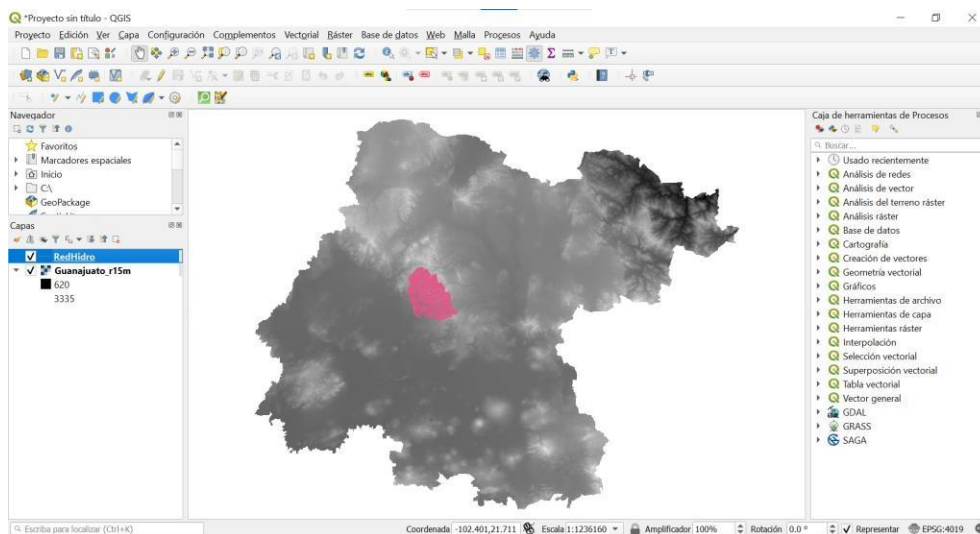 *Proyecto sin título - QGIS
Proyecto Edición Ver Capa Configuración Complementos Vectorial Ráster Base de datos Web Malla Procesos Ayuda
Navegador
Favoritos
Marcadores espaciales
Inicio
C:\
GeoPackage
Capas
RedHidro
Guanajuato_r15m
620
3335
Caja de herramientas de Procesos
Buscar...
Usado recientemente
Análisis de redes
Análisis de vector
Análisis del terreno ráster
Análisis ráster
Base de datos
Cartografía
Creación de vectores
Geometría vectorial
Gráficos
Herramientas de archivo
Herramientas de capa
Herramientas ráster
Interpolación
Selección vectorial
Superposición vectorial
Tabla vectorial
Vector general
GDAL
GRASS
SAGA
Escriba para localizar (Ctrl+K) Coordenada -102.401,21.711 Escala 1:1236160 Amplificador 100% Rotación 0.0 ° Representar EPSG:4019